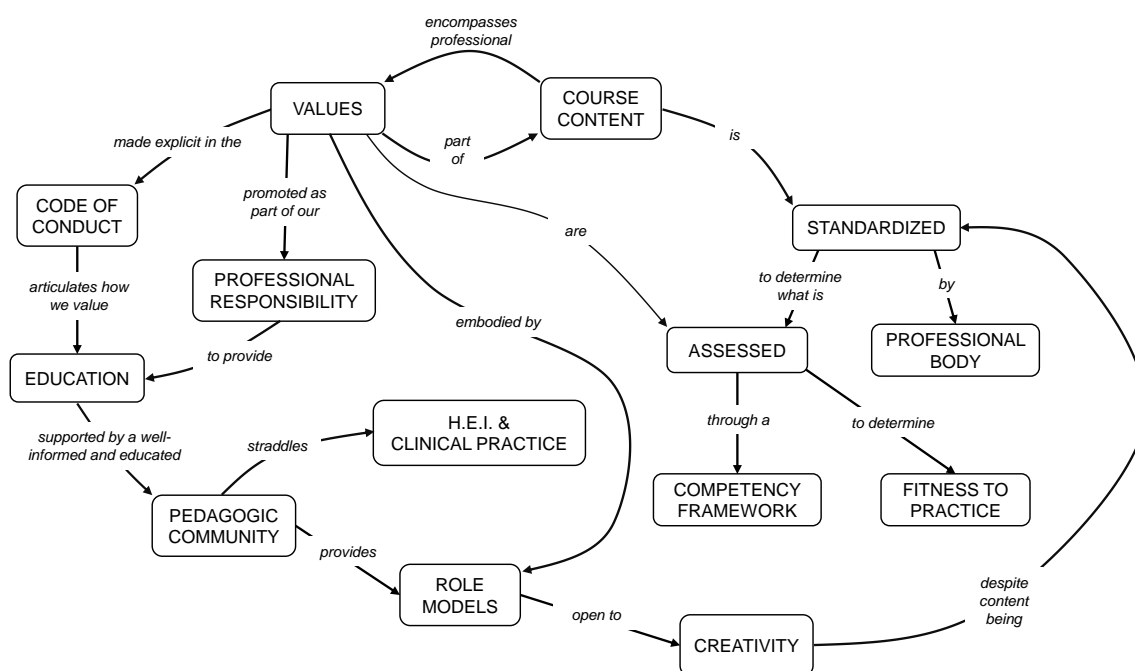 encompasses
professional
VALUES
COURSE
CONTENT
made explicit in the
part
of
is
CODE OF
CONDUCT
promoted as
part of our
STANDARDIZED
are
articulates how
we value
PROFESSIONAL
RESPONSIBILITY
to determine
what is
by
embodied by
to provide
ASSESSED
PROFESSIONAL
BODY
EDUCATION
supported by a well-
informed and educated
straddles
H.E.I. &
CLINICAL PRACTICE
through a
to determine
PEDAGOGIC
COMMUNITY
COMPETENCY
FRAMEWORK
FITNESS TO
PRACTICE
provides
ROLE
MODELS
open to
CREATIVITY
despite
content
being